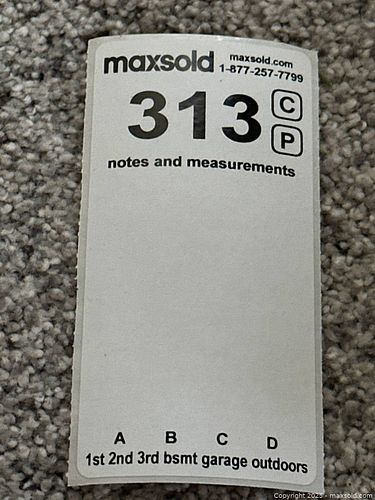 maxsold maxsold.com
1-877-257-7799
313 C
P
notes and measurements
A B C D
1st 2nd 3rd bsmt garage outdoors
Copyright 2025 - maxsold.com